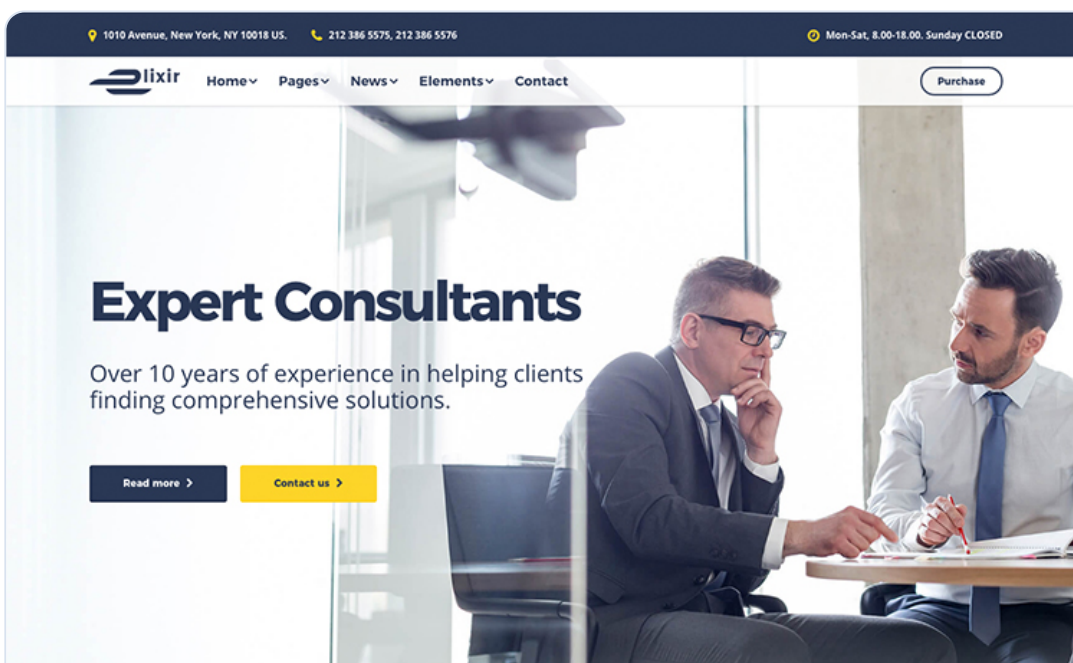 1010 Avenue, New York, NY 10018 US. 212 386 5575, 212 386 5576 Mon-Sat, 8.00-18.00. Sunday CLOSED
elixir Home Pages News Elements Contact Purchase
Expert Consultants
Over 10 years of experience in helping clients
finding comprehensive solutions.
Read more Contact us